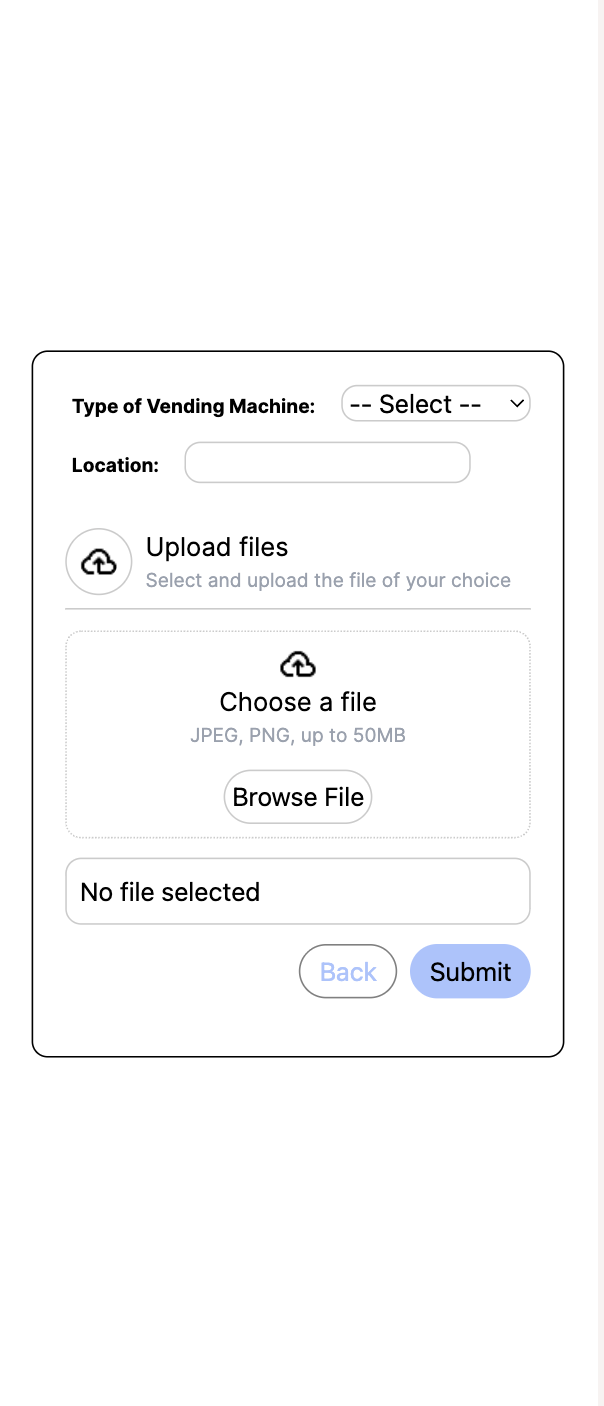 Type of Vending Machine: -- Select --
Location:
Upload files
Select and upload the file of your choice
Choose a file
JPEG, PNG, up to 50MB
Browse File
No file selected
Back Submit